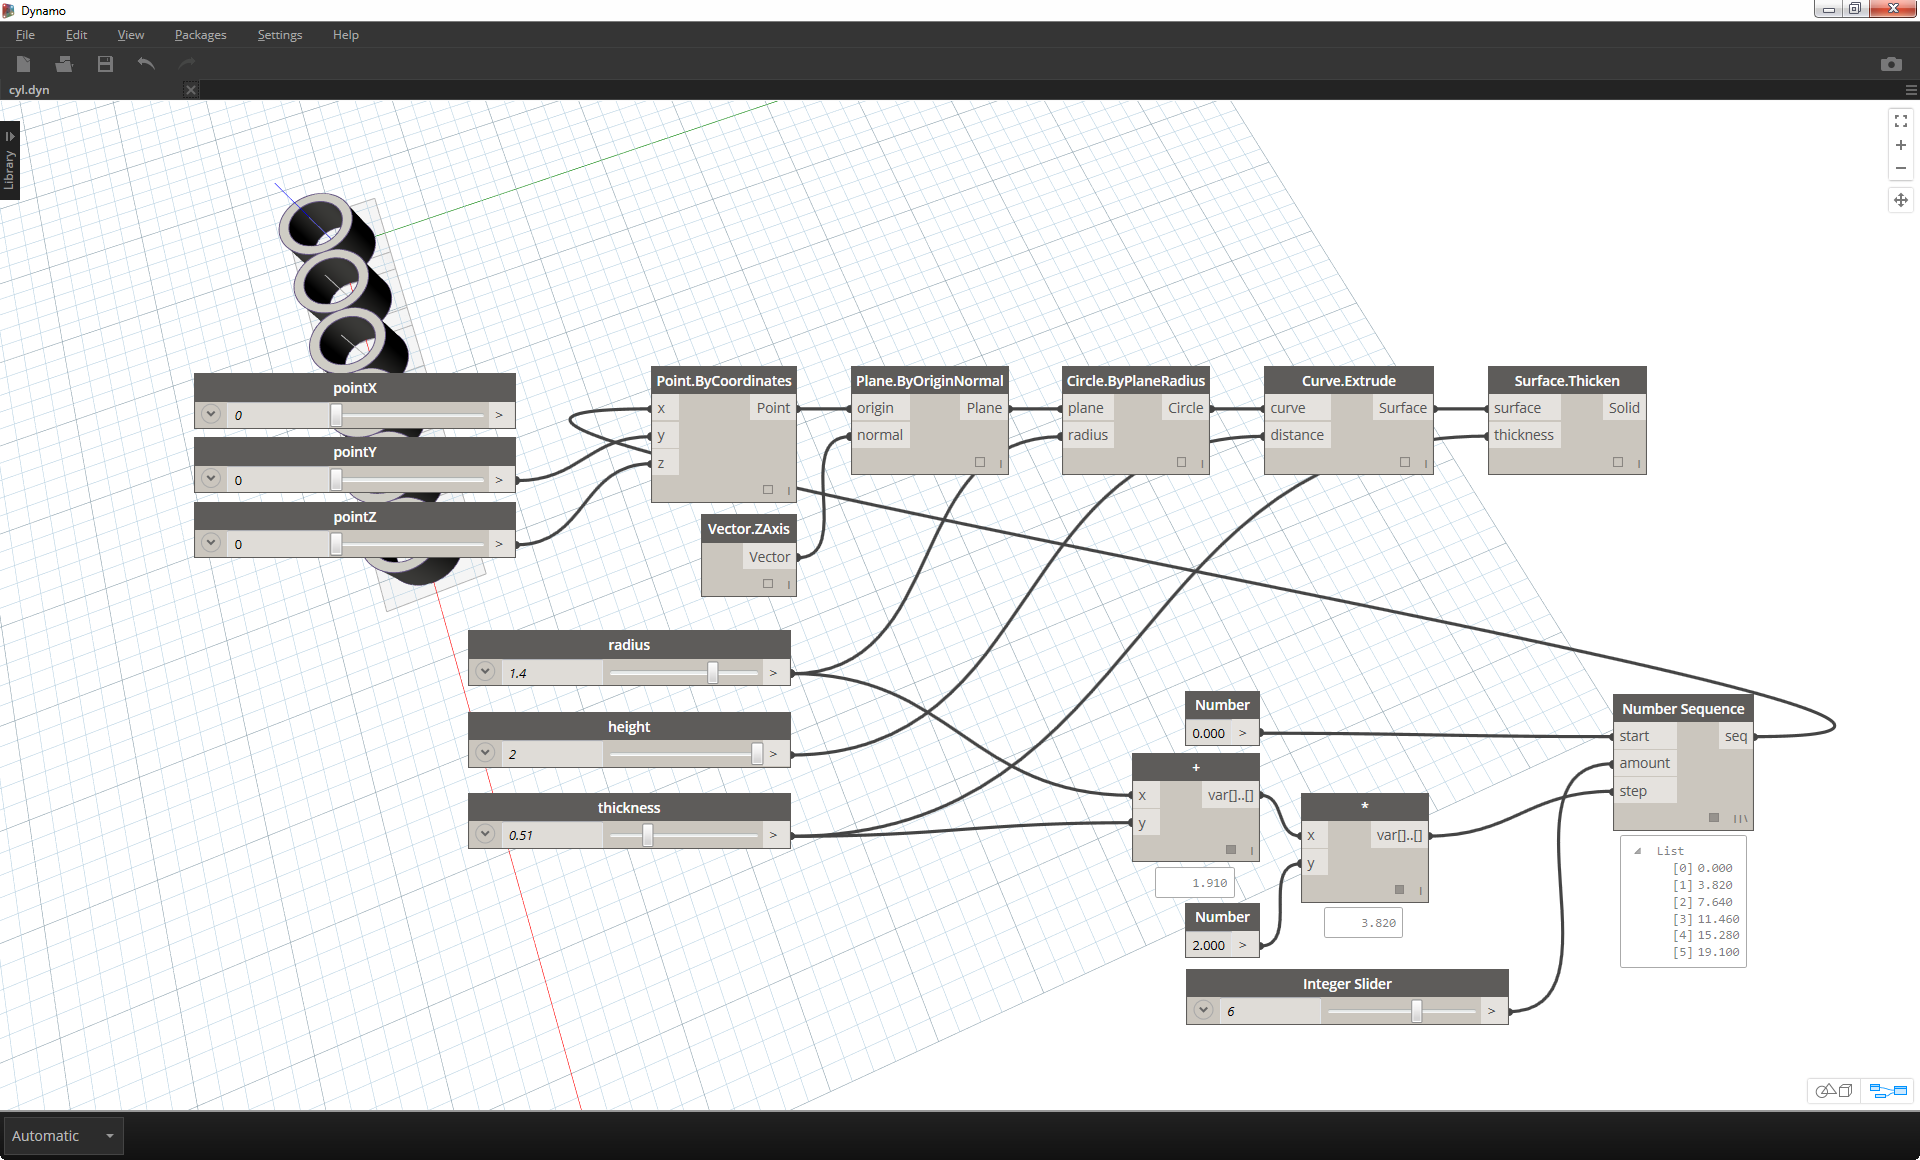 Dynamo
File Edit View Packages Settings Help
cyl.dyn
Library
pointX
0 >
pointY
0 >
pointZ
0 >
Point.ByCoordinates
x Point
y
z
Vector.ZAxis
Vector
Plane.ByOriginNormal
origin Plane
normal
Circle.ByPlaneRadius
plane Circle
radius
Curve.Extrude
curve Surface
distance
Surface.Thicken
surface Solid
thickness
radius
1.4 >
height
2 >
thickness
0.51 >
Number
0.000 >
+
x var[]..[]
y
1.910
Number
2.000 >
*
x var[]..[]
y
3.820
Integer Slider
6 >
Number Sequence
start seq
amount
step
List
[0] 0.000
[1] 3.820
[2] 7.640
[3] 11.460
[4] 15.280
[5] 19.100
Automatic